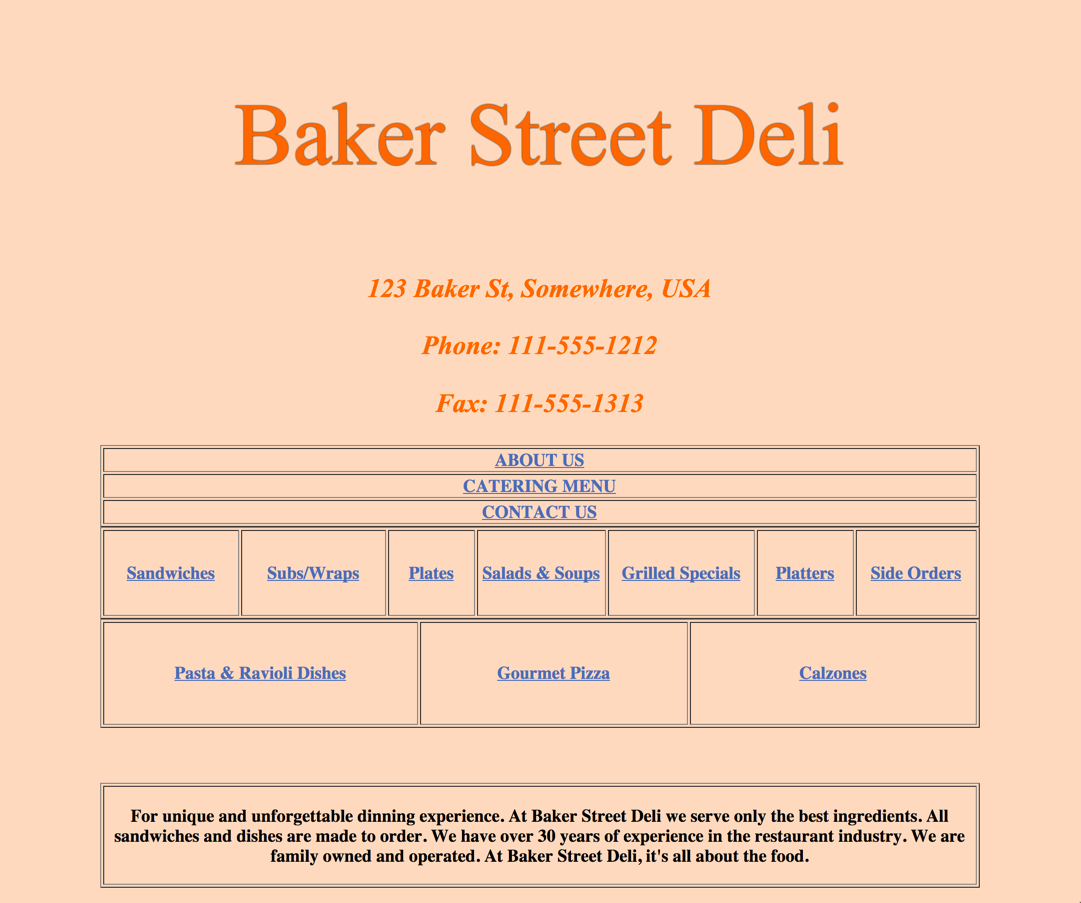 Baker Street Deli
123 Baker St, Somewhere, USA
Phone: 111-555-1212
Fax: 111-555-1313
ABOUT US
CATERING MENU
CONTACT US
Sandwiches Subs/Wraps Plates Salads & Soups Grilled Specials Platters Side Orders
Pasta & Ravioli Dishes Gourmet Pizza Calzones
For unique and unforgettable dinning experience. At Baker Street Deli we serve only the best ingredients. All
sandwiches and dishes are made to order. We have over 30 years of experience in the restaurant industry. We are
family owned and operated. At Baker Street Deli, it's all about the food.